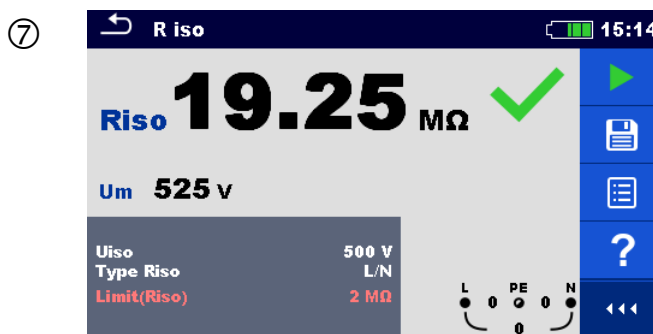 ⑦
R iso 15:14
Riso 19.25 MΩ
Um 525 V
Uiso 500 V
Type Riso L/N
Limit(Riso) 2 MΩ
L PE N
0 0
0
?